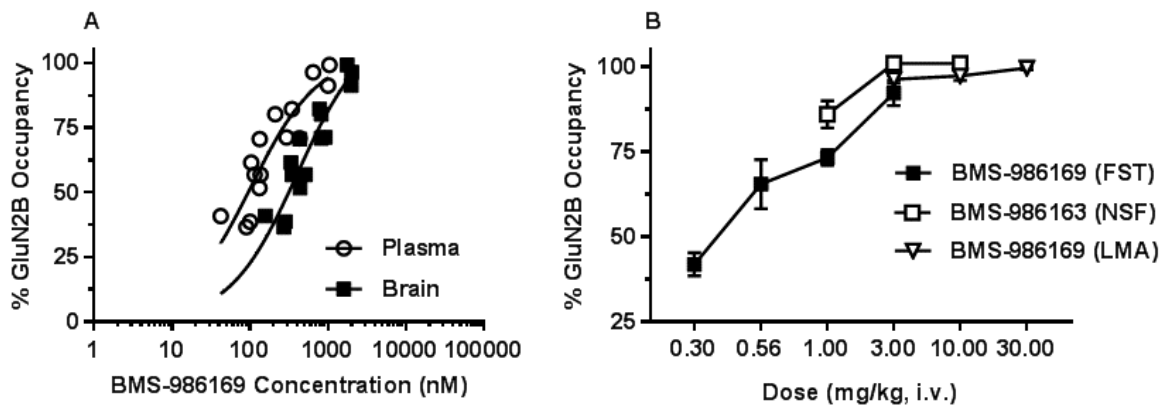 A
% GluN2B Occupancy
100
75
50
25
0
Plasma
Brain
1 10 100 1000 10000 100000
BMS-986169 Concentration (nM)
B
% GluN2B Occupancy
100
75
50
25
BMS-986169 (FST)
BMS-986163 (NSF)
BMS-986169 (LMA)
0.30 0.56 1.00 3.00 10.00 30.00
Dose (mg/kg, i.v.)